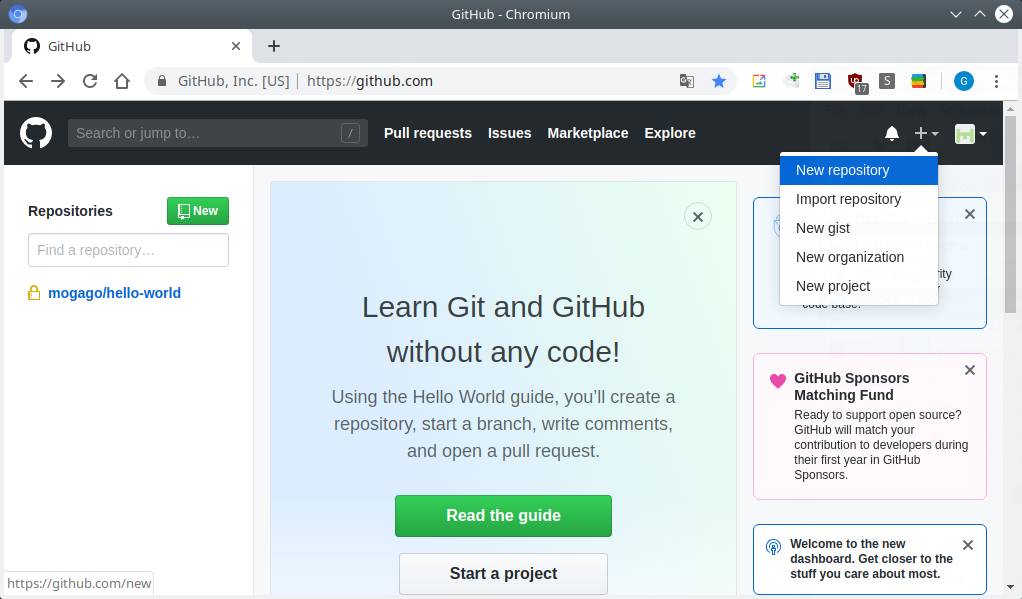 GitHub - Chromium
GitHub
GitHub, Inc. [US] | https://github.com
17
S
G
Search or jump to…
/
Pull requests
Issues
Marketplace
Explore
New repository
Import repository
New gist
New organization
New project
Repositories
New
Find a repository…
mogago/hello-world
Learn Git and GitHub
without any code!
Using the Hello World guide, you’ll create a
repository, start a branch, write comments,
and open a pull request.
Read the guide
Start a project
code base.
GitHub Sponsors
Matching Fund
Ready to support open source?
GitHub will match your
contribution to developers during
their first year in GitHub
Sponsors.
Welcome to the new
dashboard. Get closer to the
stuff you care about most.
https://github.com/new